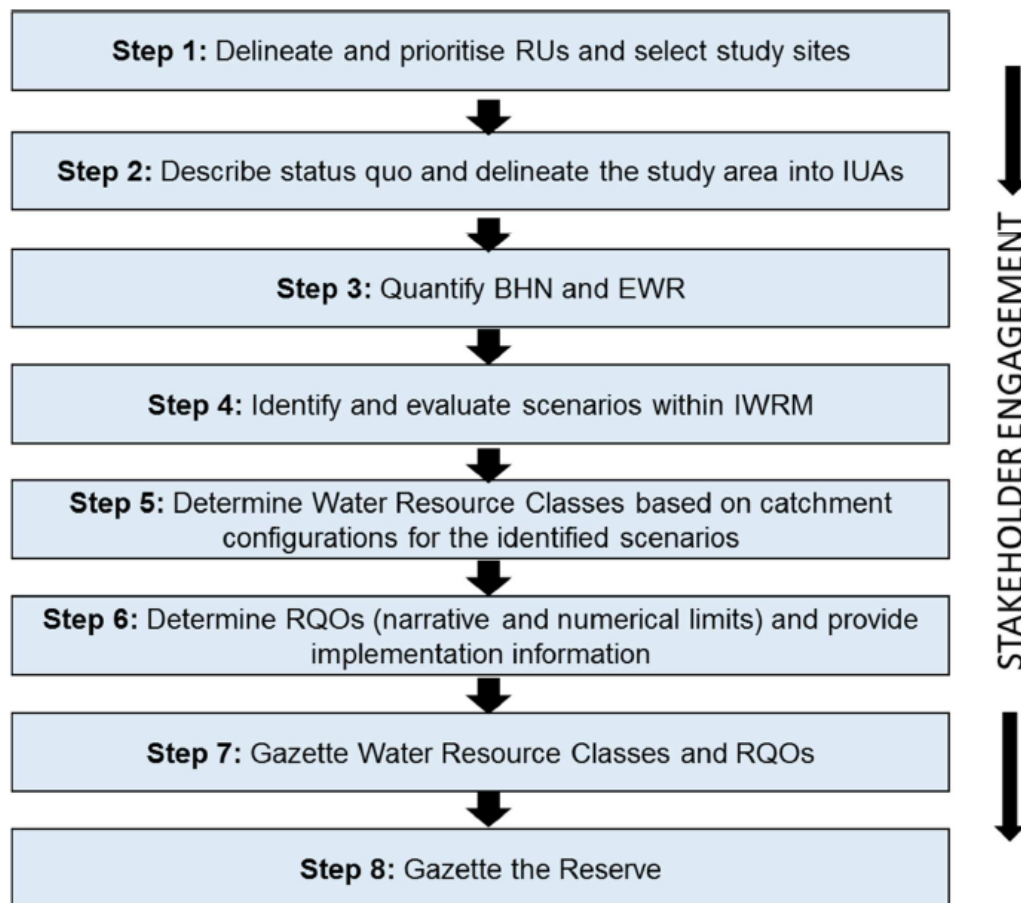 Step 1: Delineate and prioritise RUs and select study sites
Step 2: Describe status quo and delineate the study area into IUAs
Step 3: Quantify BHN and EWR
Step 4: Identify and evaluate scenarios within IWRM
Step 5: Determine Water Resource Classes based on catchment
configurations for the identified scenarios
Step 6: Determine RQOs (narrative and numerical limits) and provide
implementation information
Step 7: Gazette Water Resource Classes and RQOs
Step 8: Gazette the Reserve
STAKEHOLDER ENGAGEMENT